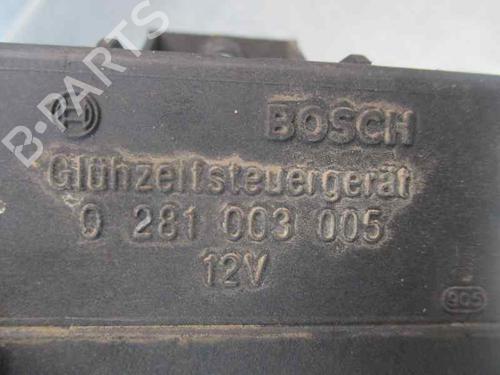 BOSCH
Glühzeitsteuergerät
0 281 003 005
12V
905
B-PARTS